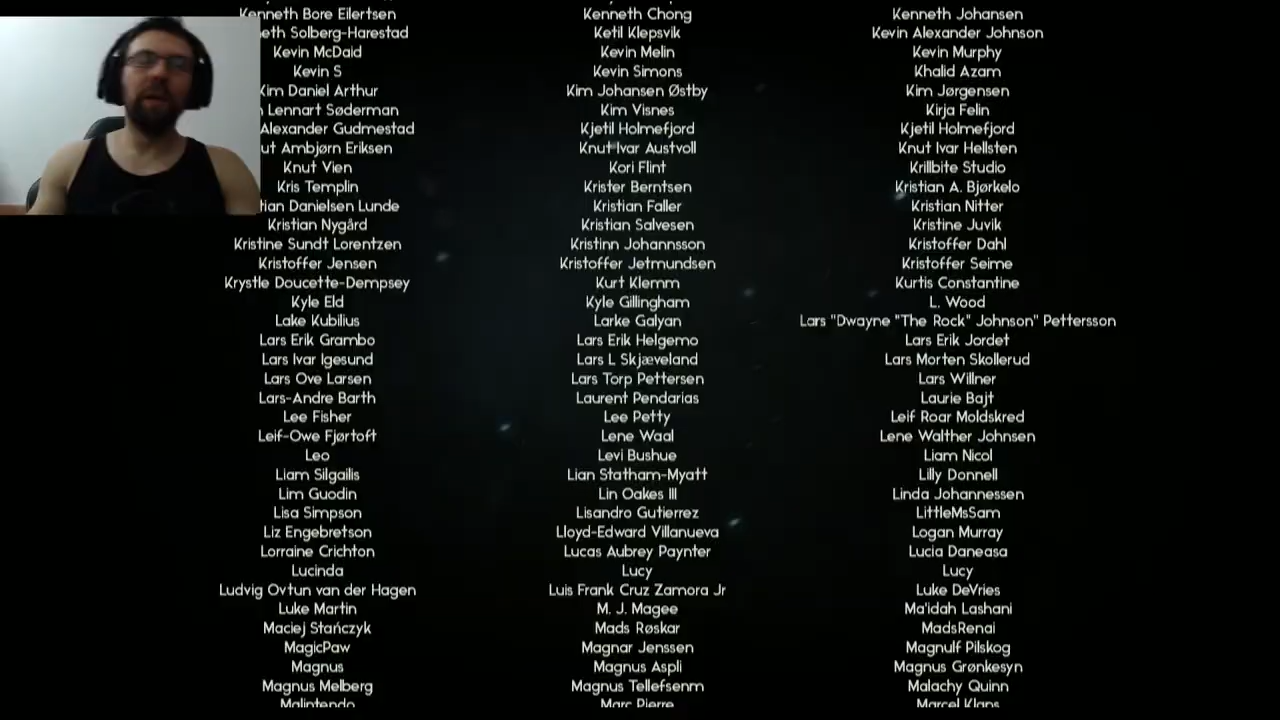 Kenneth Bore Eilertsen Kenneth Chong Kenneth Johansen
eth Solberg-Harestad Ketil Klepsvik Kevin Alexander Johnson
Kevin McDaid Kevin Melin Kevin Murphy
Kevin S Kevin Simons Khalid Azam
Kim Daniel Arthur Kim Johansen Østby Kim Jørgensen
Lennart Søderman Kim Visnes Kirja Felin
Alexander Gudmestad Kjetil Holmefjord Kjetil Holmefjord
ut Ambjørn Eriksen Knut Ivar Austvoll Knut Ivar Hellsten
Knut Vien Kori Flint Krillbite Studio
Kris Templin Krister Berntsen Kristian A. Bjørkelo
tian Danielsen Lunde Kristian Faller Kristian Nitter
Kristian Nygård Kristian Salvesen Kristine Juvik
Kristine Sundt Lorentzen Kristinn Johannsson Kristoffer Dahl
Kristoffer Jensen Kristoffer Jetmundsen Kristoffer Seime
Krystle Doucette-Dempsey Kurt Klemm Kurtis Constantine
Kyle Eld Kyle Gillingham L. Wood
Lake Kubilius Larke Galyan Lars "Dwayne "The Rock" Johnson" Pettersson
Lars Erik Grambo Lars Erik Helgemo Lars Erik Jordet
Lars Ivar Igesund Lars L Skjæveland Lars Morten Skollerud
Lars Ove Larsen Lars Torp Pettersen Lars Willner
Lars-Andre Barth Laurent Pendarias Laurie Bajt
Lee Fisher Lee Petty Leif Roar Moldskred
Leif-Owe Fjørtoft Lene Waal Lene Walther Johnsen
Leo Levi Bushue Liam Nicol
Liam Silgailis Lian Statham-Myatt Lilly Donnell
Lim Guodin Lin Oakes III Linda Johannessen
Lisa Simpson Lisandro Gutierrez LittleMsSam
Liz Engebretson Lloyd-Edward Villanueva Logan Murray
Lorraine Crichton Lucas Aubrey Paynter Lucia Daneasa
Lucinda Lucy Lucy
Ludvig Ovtun van der Hagen Luis Frank Cruz Zamora Jr Luke DeVries
Luke Martin M. J. Magee Ma'idah Lashani
Maciej Stańczyk Mads Røskar MadsRenai
MagicPaw Magnar Jenssen Magnulf Pilskog
Magnus Magnus Aspli Magnus Grønkesyn
Magnus Melberg Magnus Tellefsenm Malachy Quinn
Malintendo Marc Pierre Marcel Klaps